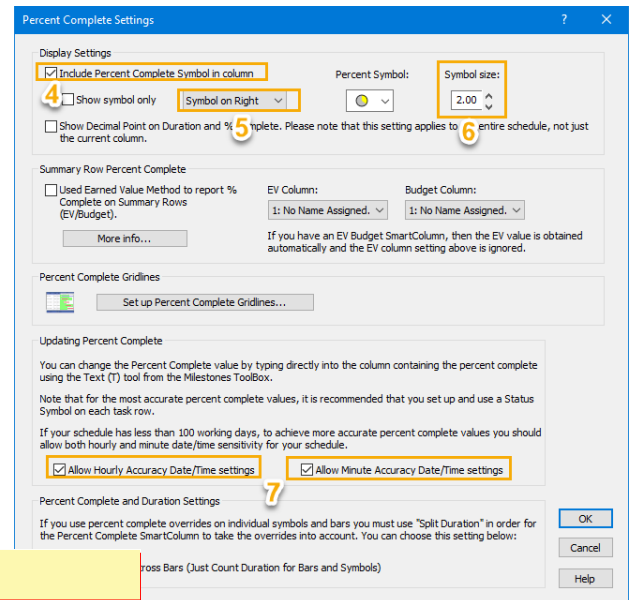 Percent Complete Settings ? ×
Display Settings
Include Percent Complete Symbol in column
Percent Symbol:
Symbol size:
4
Show symbol only
Symbol on Right
2.00
5
6
Show Decimal Point on Duration and % Complete. Please note that this setting applies to entire schedule, not just
the current column.
Summary Row Percent Complete
Used Earned Value Method to report %
Complete on Summary Rows
(EV/Budget).
EV Column:
Budget Column:
1: No Name Assigned.
1: No Name Assigned.
More info...
If you have an EV Budget SmartColumn, then the EV value is obtained
automatically and the EV column setting above is ignored.
Percent Complete Gridlines
Set up Percent Complete Gridlines...
Updating Percent Complete
You can change the Percent Complete value by typing directly into the column containing the percent complete
using the Text (T) tool from the Milestones ToolBox.
Note that for the most accurate percent complete values, it is recommended that you set up and use a Status
Symbol on each task row.
If your schedule has less than 100 working days, to achieve more accurate percent complete values you should
allow both hourly and minute date/time sensitivity for your schedule.
Allow Hourly Accuracy Date/Time settings
Allow Minute Accuracy Date/Time settings
7
Percent Complete and Duration Settings
If you use percent complete overrides on individual symbols and bars you must use "Split Duration" in order for
the Percent Complete SmartColumn to take the overrides into account. You can choose this setting below:
ross Bars (Just Count Duration for Bars and Symbols)
OK
Cancel
Help